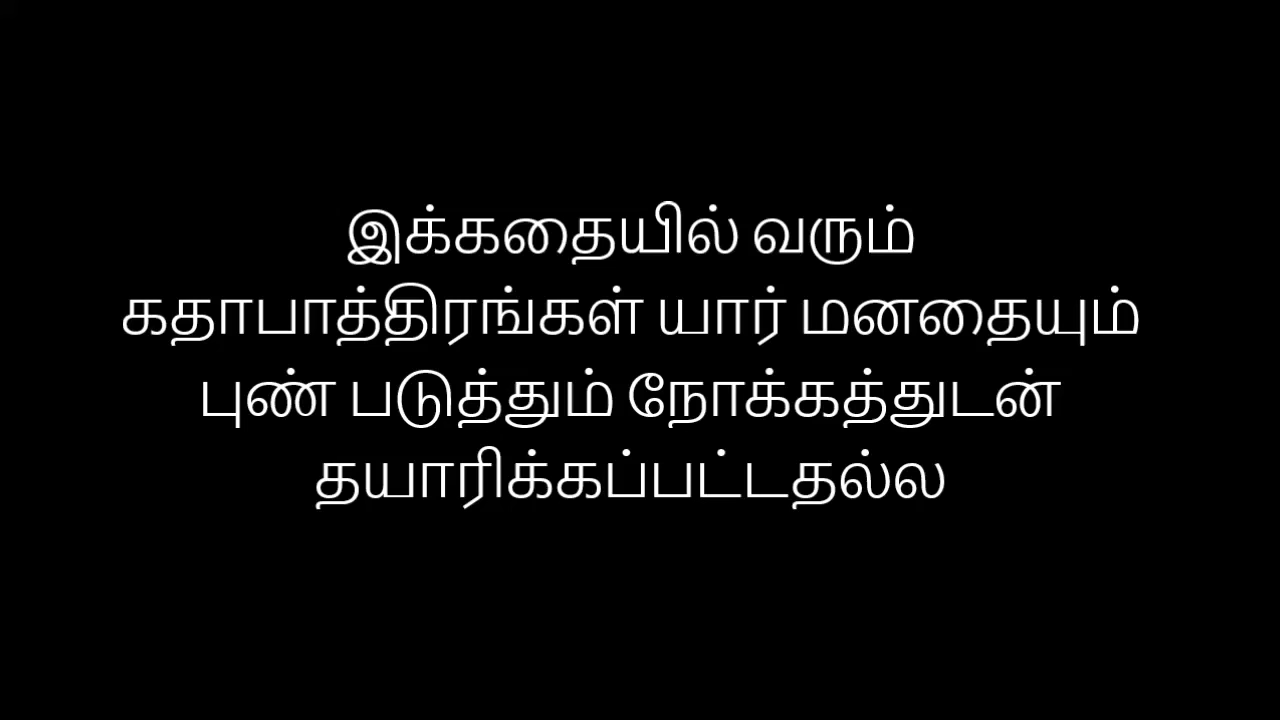 இக்கதையில் வரும்
கதாபாத்திரங்கள் யார் மனதையும்
புண் படுத்தும் நோக்கத்துடன்
தயாரிக்கப்பட்டதல்ல